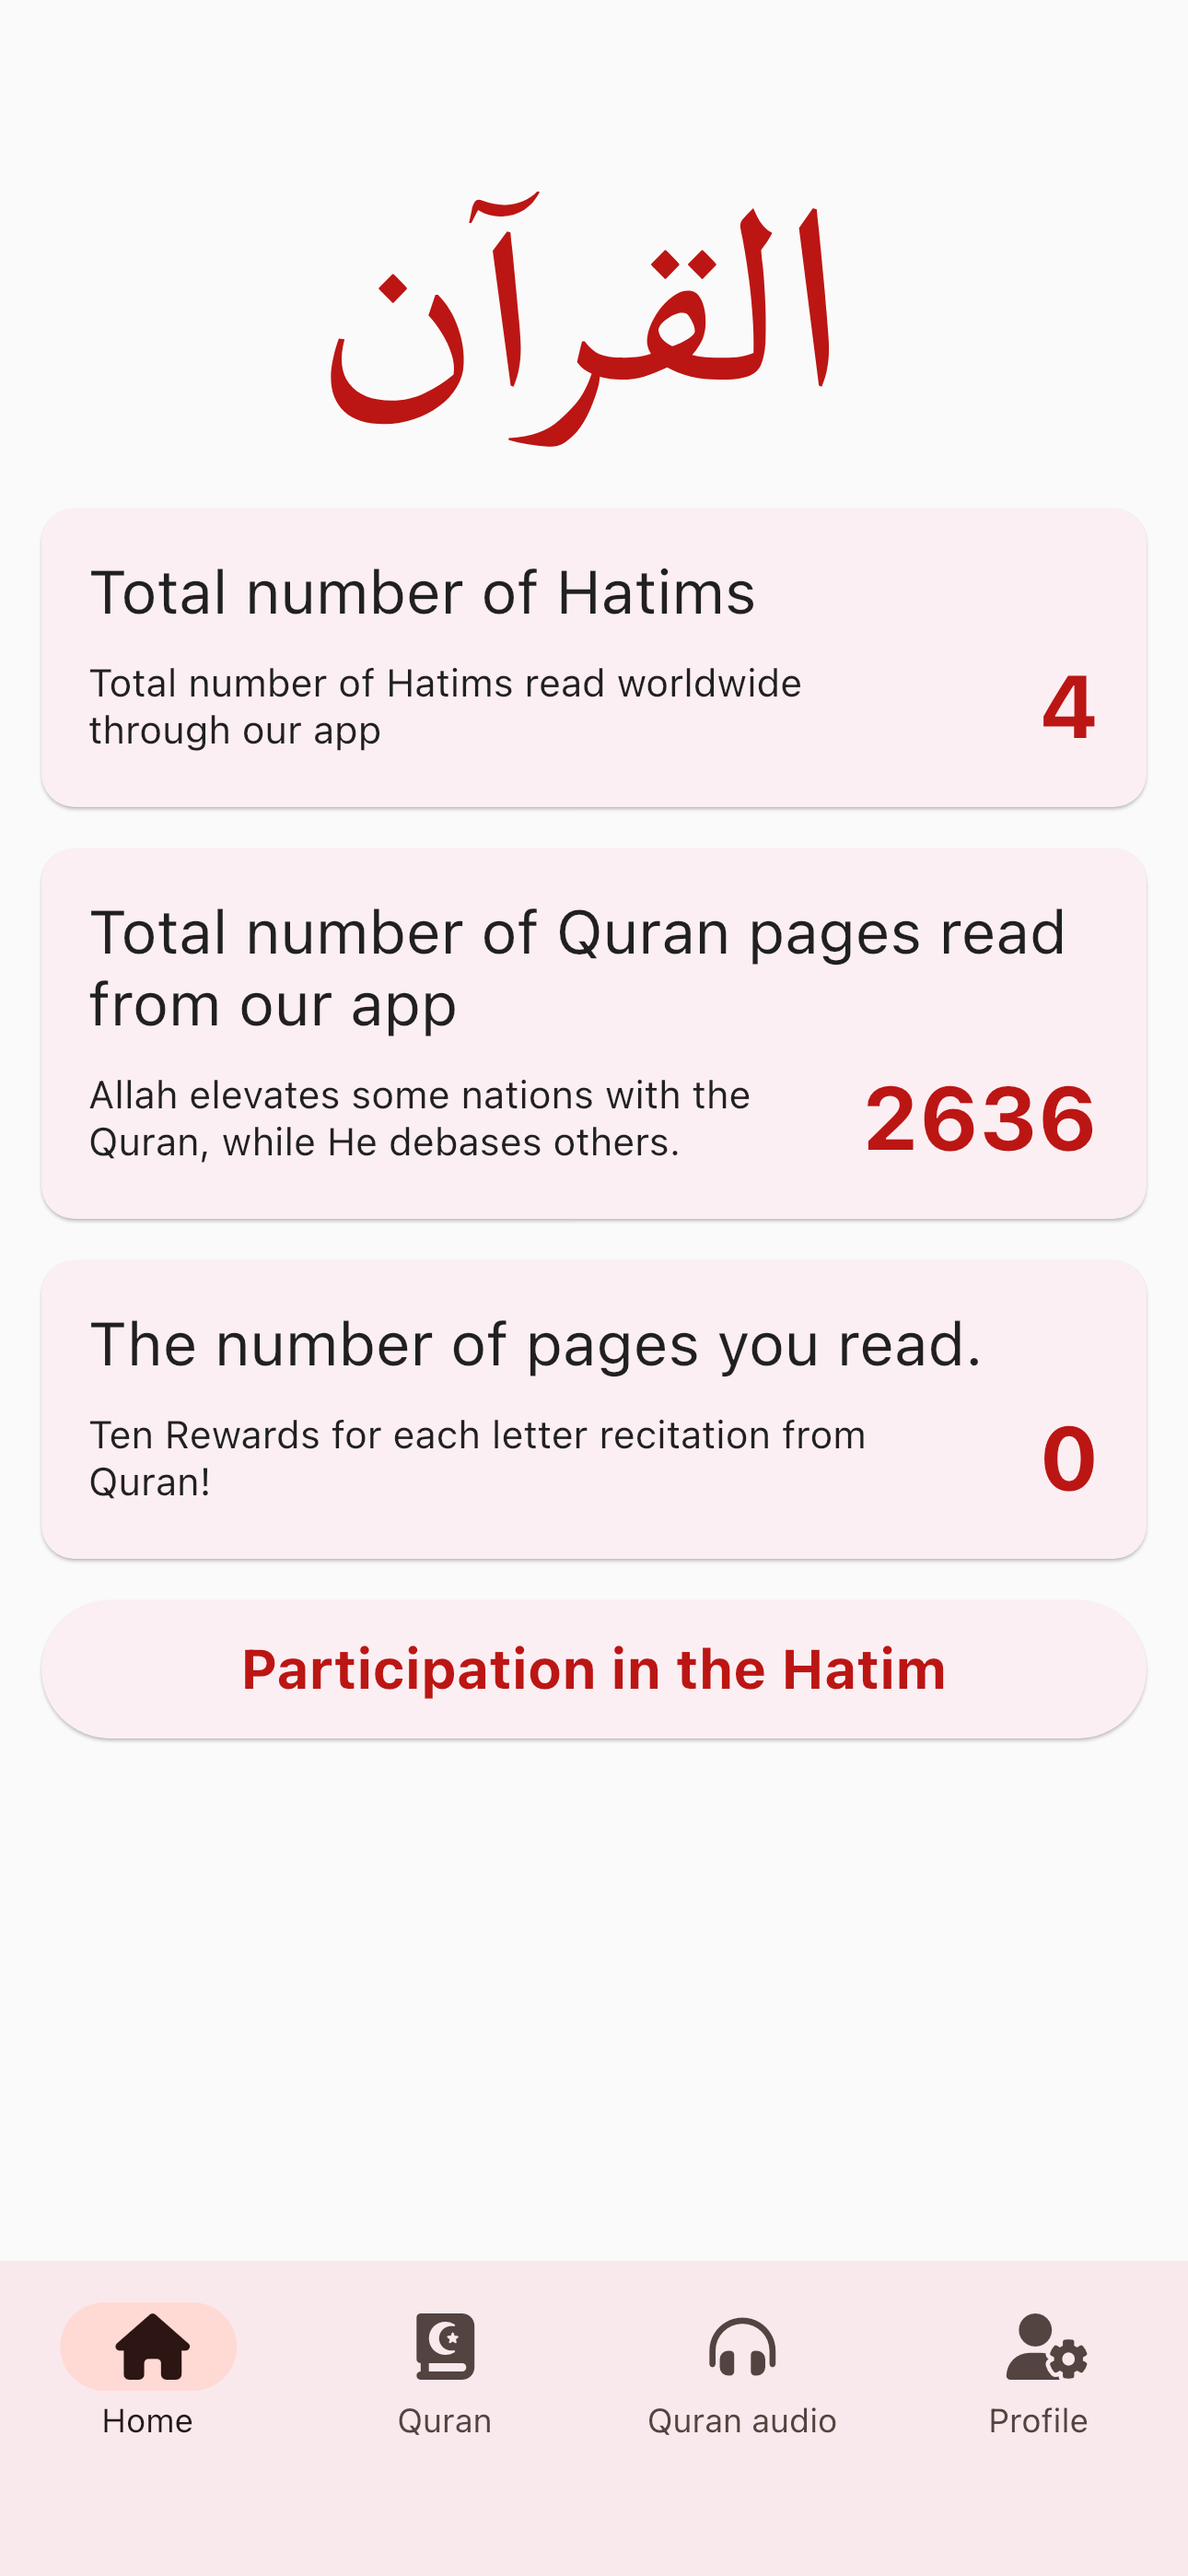 القرآن
Total number of Hatims
Total number of Hatims read worldwide
through our app
4
Total number of Quran pages read
from our app
Allah elevates some nations with the
Quran, while He debases others.
2636
The number of pages you read.
Ten Rewards for each letter recitation from
Quran!
0
Participation in the Hatim
Home
Quran
Quran audio
Profile